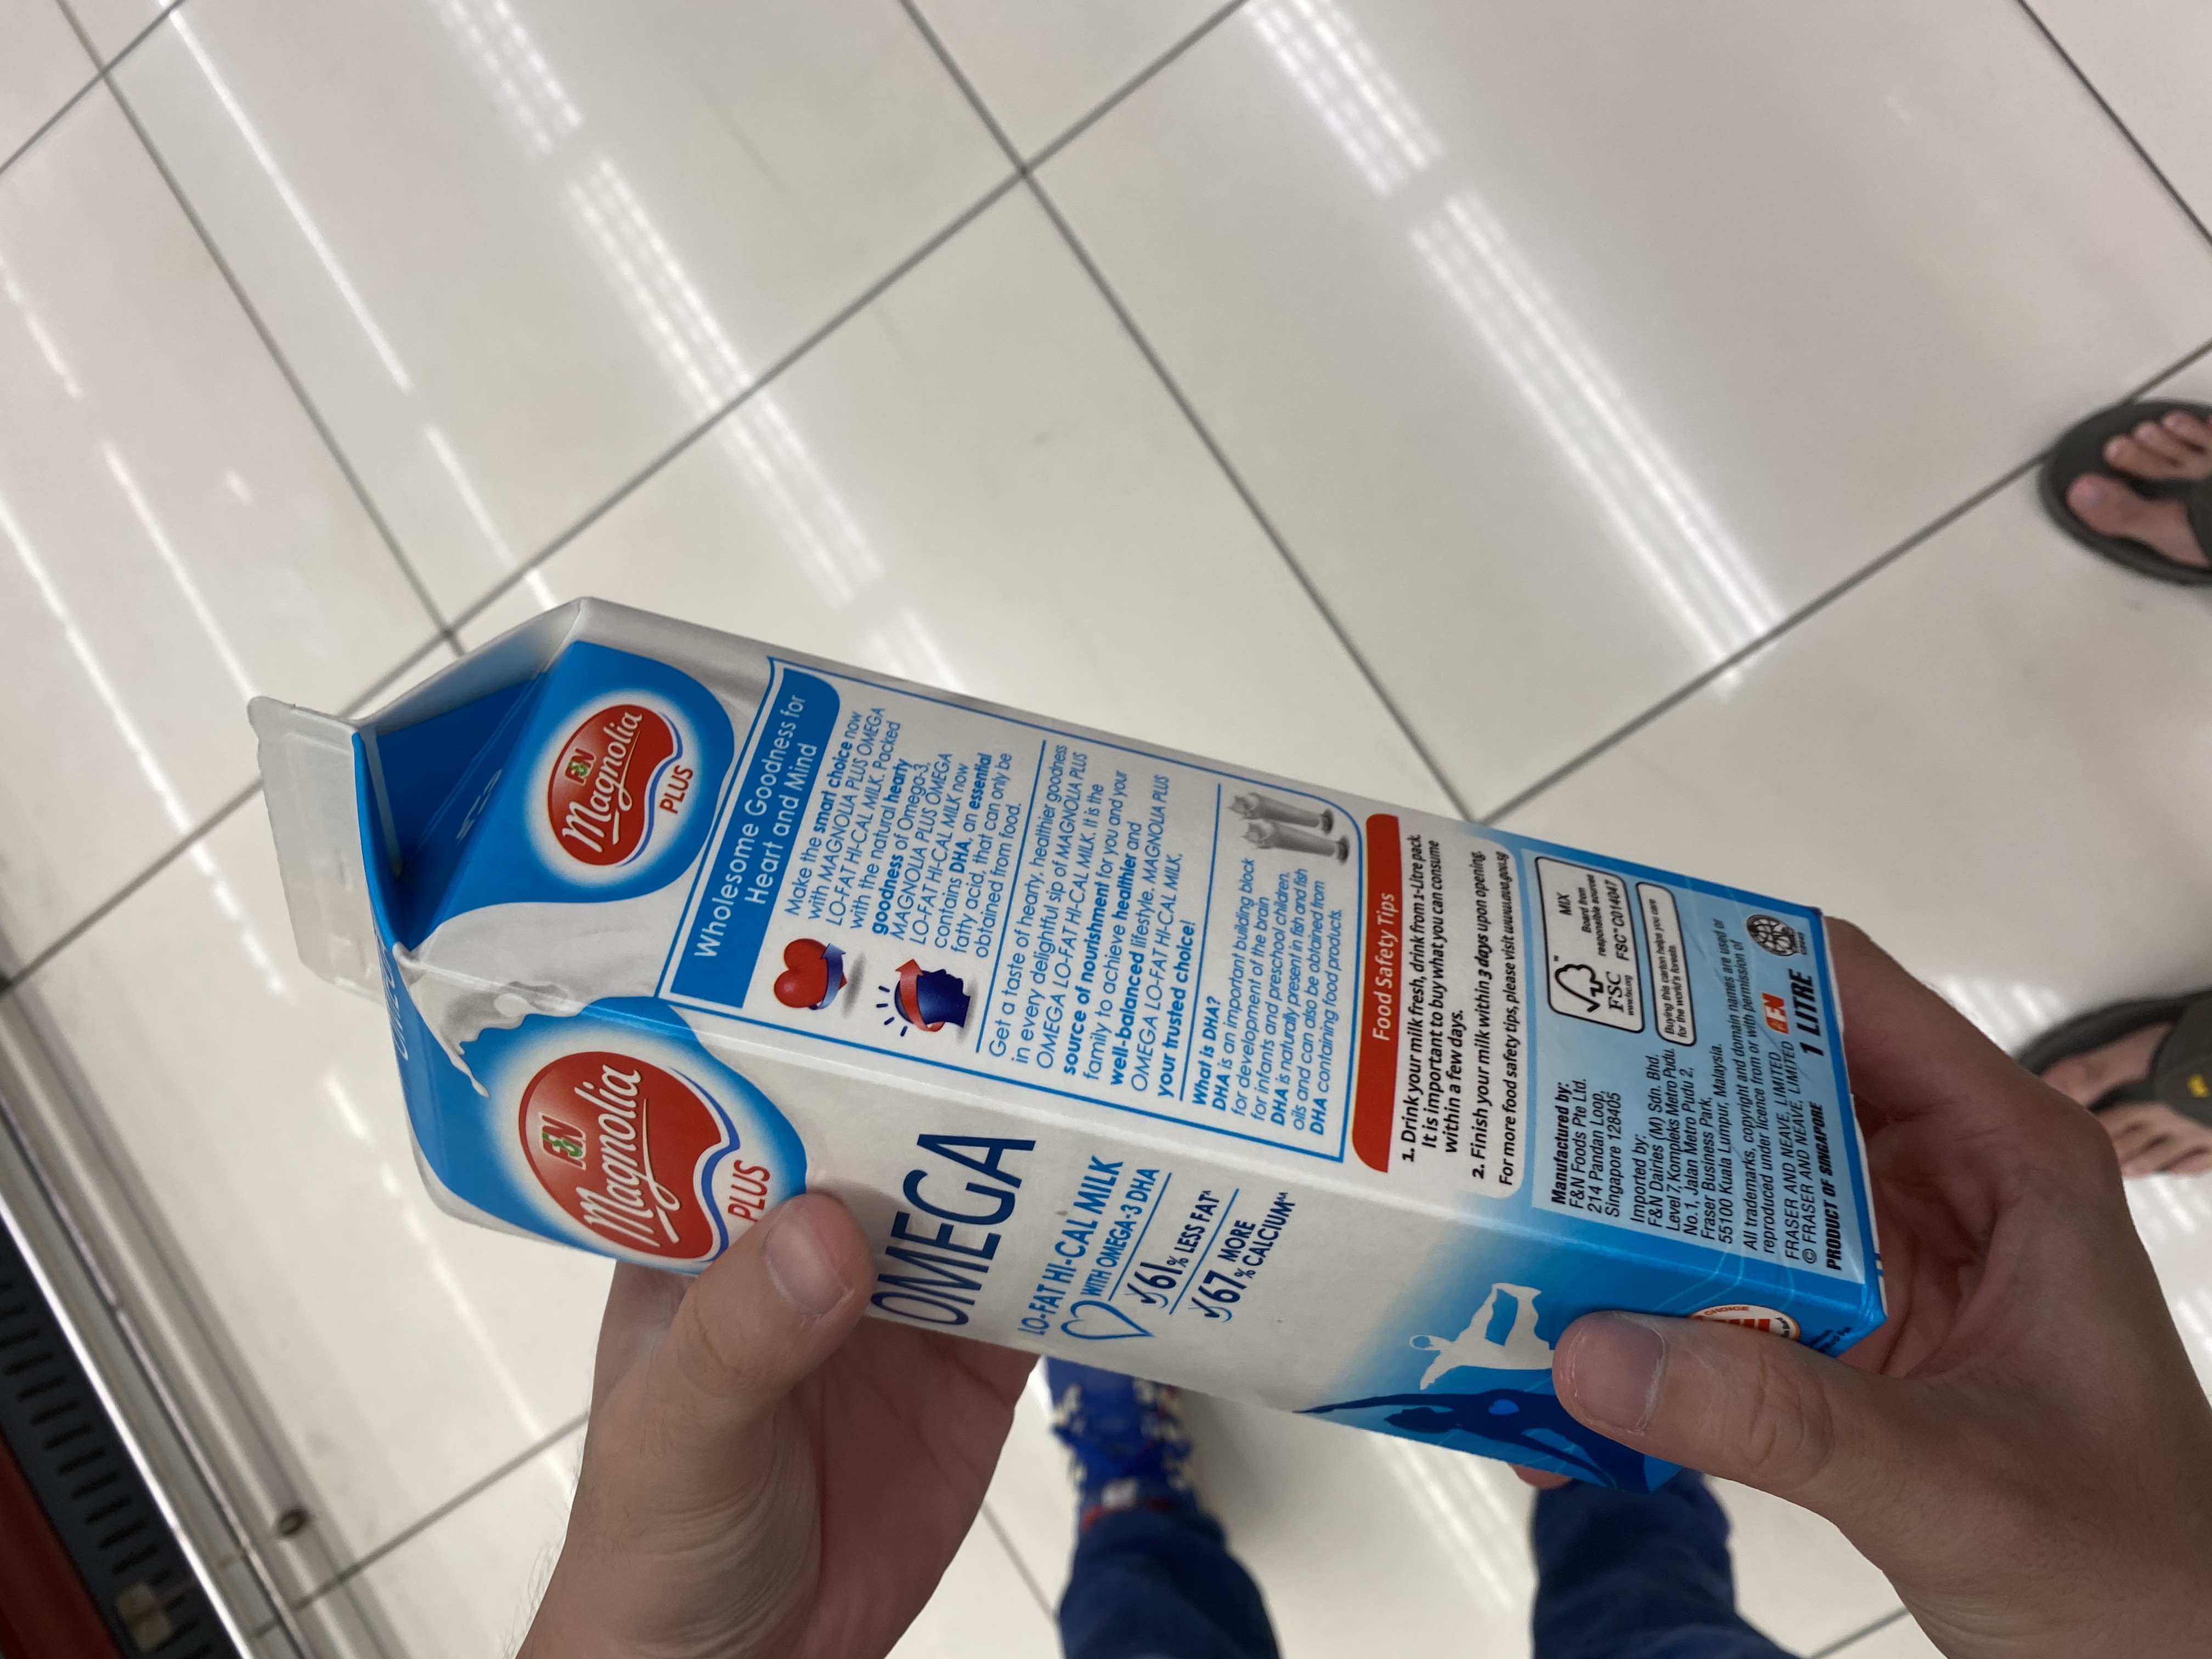 F&N
Magnolia
PLUS
OMEGA
LO-FAT HI-CAL MILK
WITH OMEGA-3 DHA
61% LESS FAT^
67% MORE
CALCIUM^^
F&N
Magnolia
PLUS
Wholesome Goodness for
Heart and Mind
Make the smart choice now
with MAGNOLIA PLUS OMEGA
LO-FAT HI-CAL MILK. Packed
with the natural hearty
goodness of Omega-3,
MAGNOLIA PLUS OMEGA
LO-FAT HI-CAL MILK now
contains DHA, an essential
fatty acid, that can only be
obtained from food.
Get a taste of hearty, healthier goodness
in every delightful sip of MAGNOLIA PLUS
OMEGA LO-FAT HI-CAL MILK. It is the
source of nourishment for you and your
family to achieve healthier and
well-balanced lifestyle. MAGNOLIA PLUS
OMEGA LO-FAT HI-CAL MILK,
your trusted choice!
What is DHA?
DHA is an important building block
for development of the brain
for infants and preschool children.
DHA is naturally present in fish and fish
oils and can also be obtained from
DHA containing food products.
Food Safety Tips
1. Drink your milk fresh, drink from 1-Litre pack.
It is important to buy what you can consume
within a few days.
2. Finish your milk within 3 days upon opening.
For more food safety tips, please visit www.ava.gov.sg
Manufactured by:
F&N Foods Pte Ltd.
214 Pandan Loop,
Singapore 128405
Imported by:
F&N Dairies (M) Sdn. Bhd.
Level 7, Kompleks Metro Pudu,
No.1, Jalan Metro Pudu 2,
Fraser Business Park,
55100 Kuala Lumpur, Malaysia.
FSC
www.fsc.org
MIX
Board from
responsible sources
FSC™ C014047
Buying this carton helps you care
for the world's forests.
All trademarks, copyright and domain names are used or
reproduced under licence from or with permission of
FRASER AND NEAVE, LIMITED
© FRASER AND NEAVE, LIMITED
F&N
PRODUCT OF SINGAPORE
1 LITRE